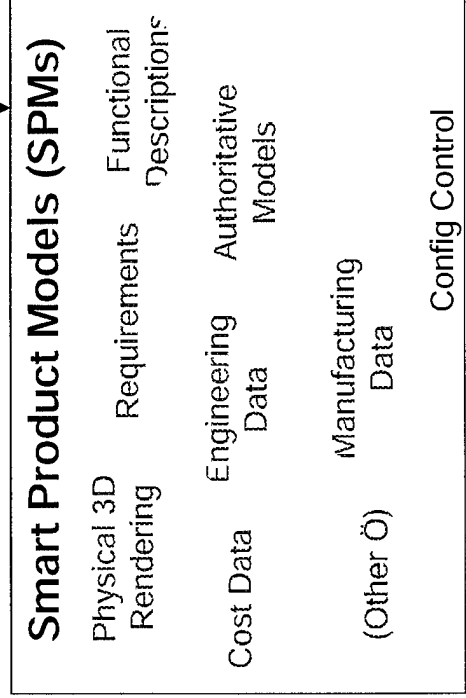 Smart Product Models (SPMs)
Physical 3D
Rendering
Requirements
Functional
Descriptions
Cost Data
Engineering
Data
Authoritative
Models
(Other Ö)
Manufacturing
Data
Config Control